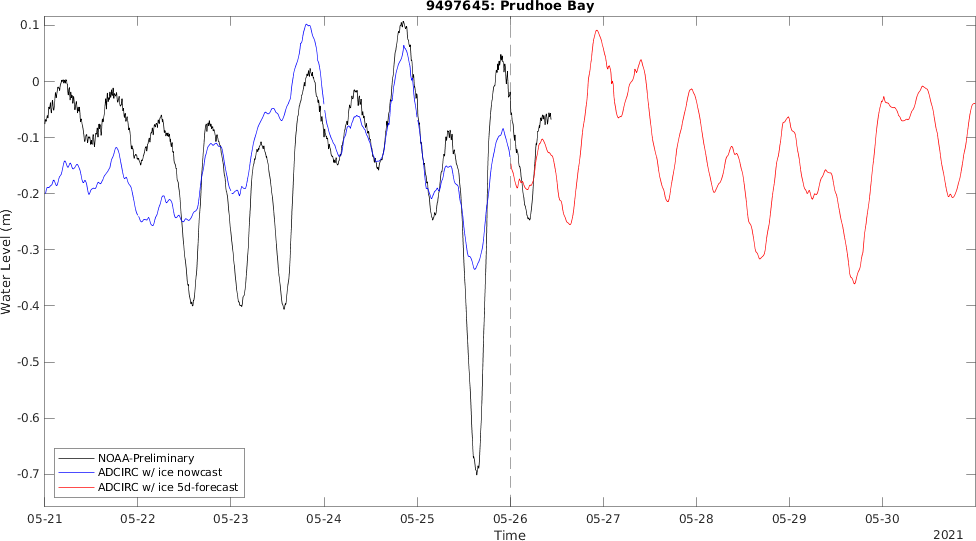 9497645: Prudhoe Bay
0.1
0
-0.1
-0.2
-0.3
-0.4
-0.5
-0.6
-0.7
Water Level (m)
NOAA-Preliminary
ADCIRC w/ ice nowcast
ADCIRC w/ ice 5d-forecast
05-21 05-22 05-23 05-24 05-25 05-26 05-27 05-28 05-29 05-30
Time
2021